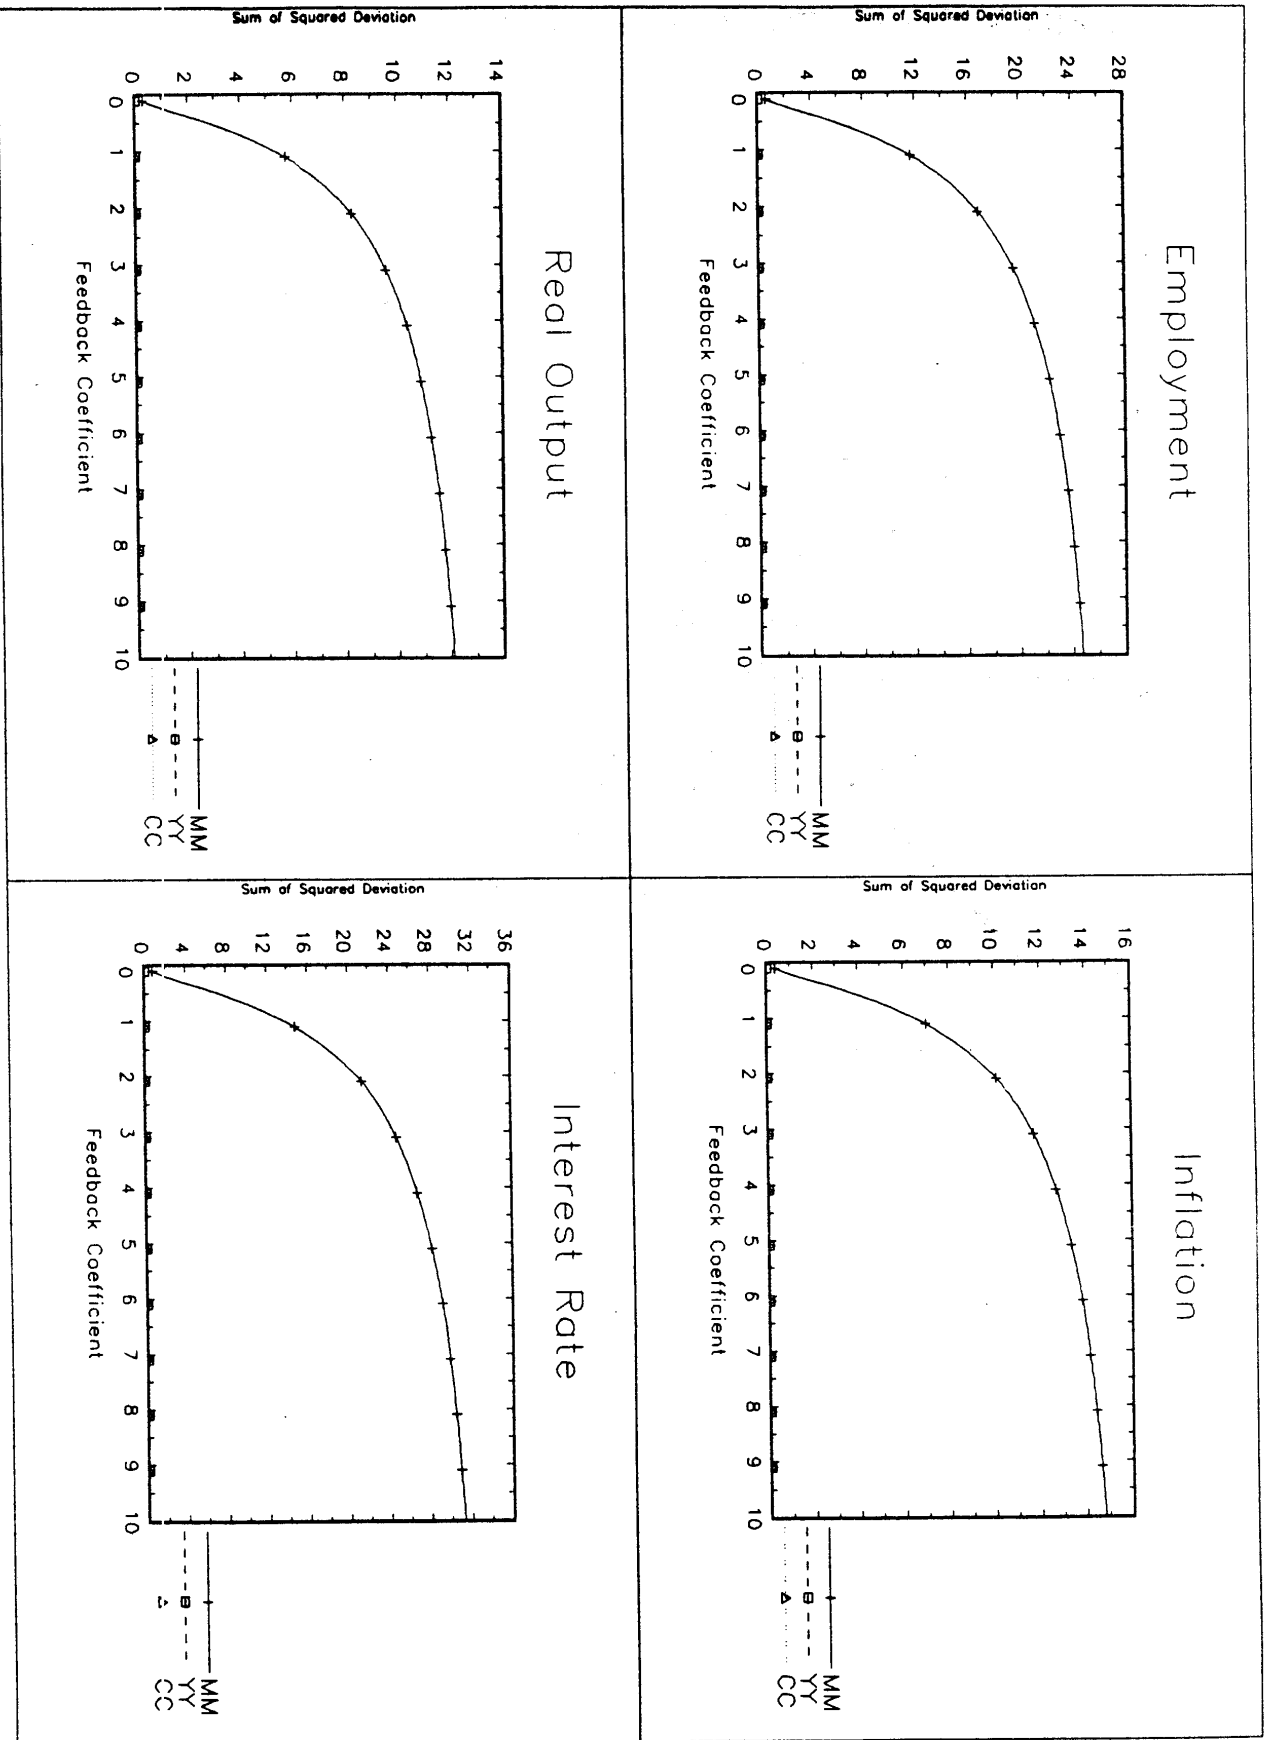 Employment
Sum of Squared Deviation
28
24
20
16
12
8
4
0
0 1 2 3 4 5 6 7 8 9 10
Feedback Coefficient
MM
YY
CC
Inflation
Sum of Squared Deviation
16
14
12
10
8
6
4
2
0
0 1 2 3 4 5 6 7 8 9 10
Feedback Coefficient
MM
YY
CC
Real Output
Sum of Squared Deviation
14
12
10
8
6
4
2
0
0 1 2 3 4 5 6 7 8 9 10
Feedback Coefficient
MM
YY
CC
Interest Rate
Sum of Squared Deviation
36
32
28
24
20
16
12
8
4
0
0 1 2 3 4 5 6 7 8 9 10
Feedback Coefficient
MM
YY
CC